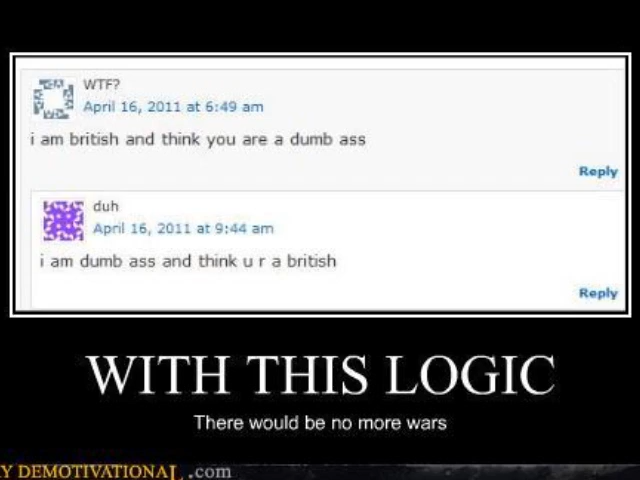 WTF?
April 16, 2011 at 6:49 am
i am british and think you are a dumb ass
Reply
duh
April 16, 2011 at 9:44 am
i am dumb ass and think u r a british
Reply
WITH THIS LOGIC
There would be no more wars
Y DEMOTIVATIONAL .com